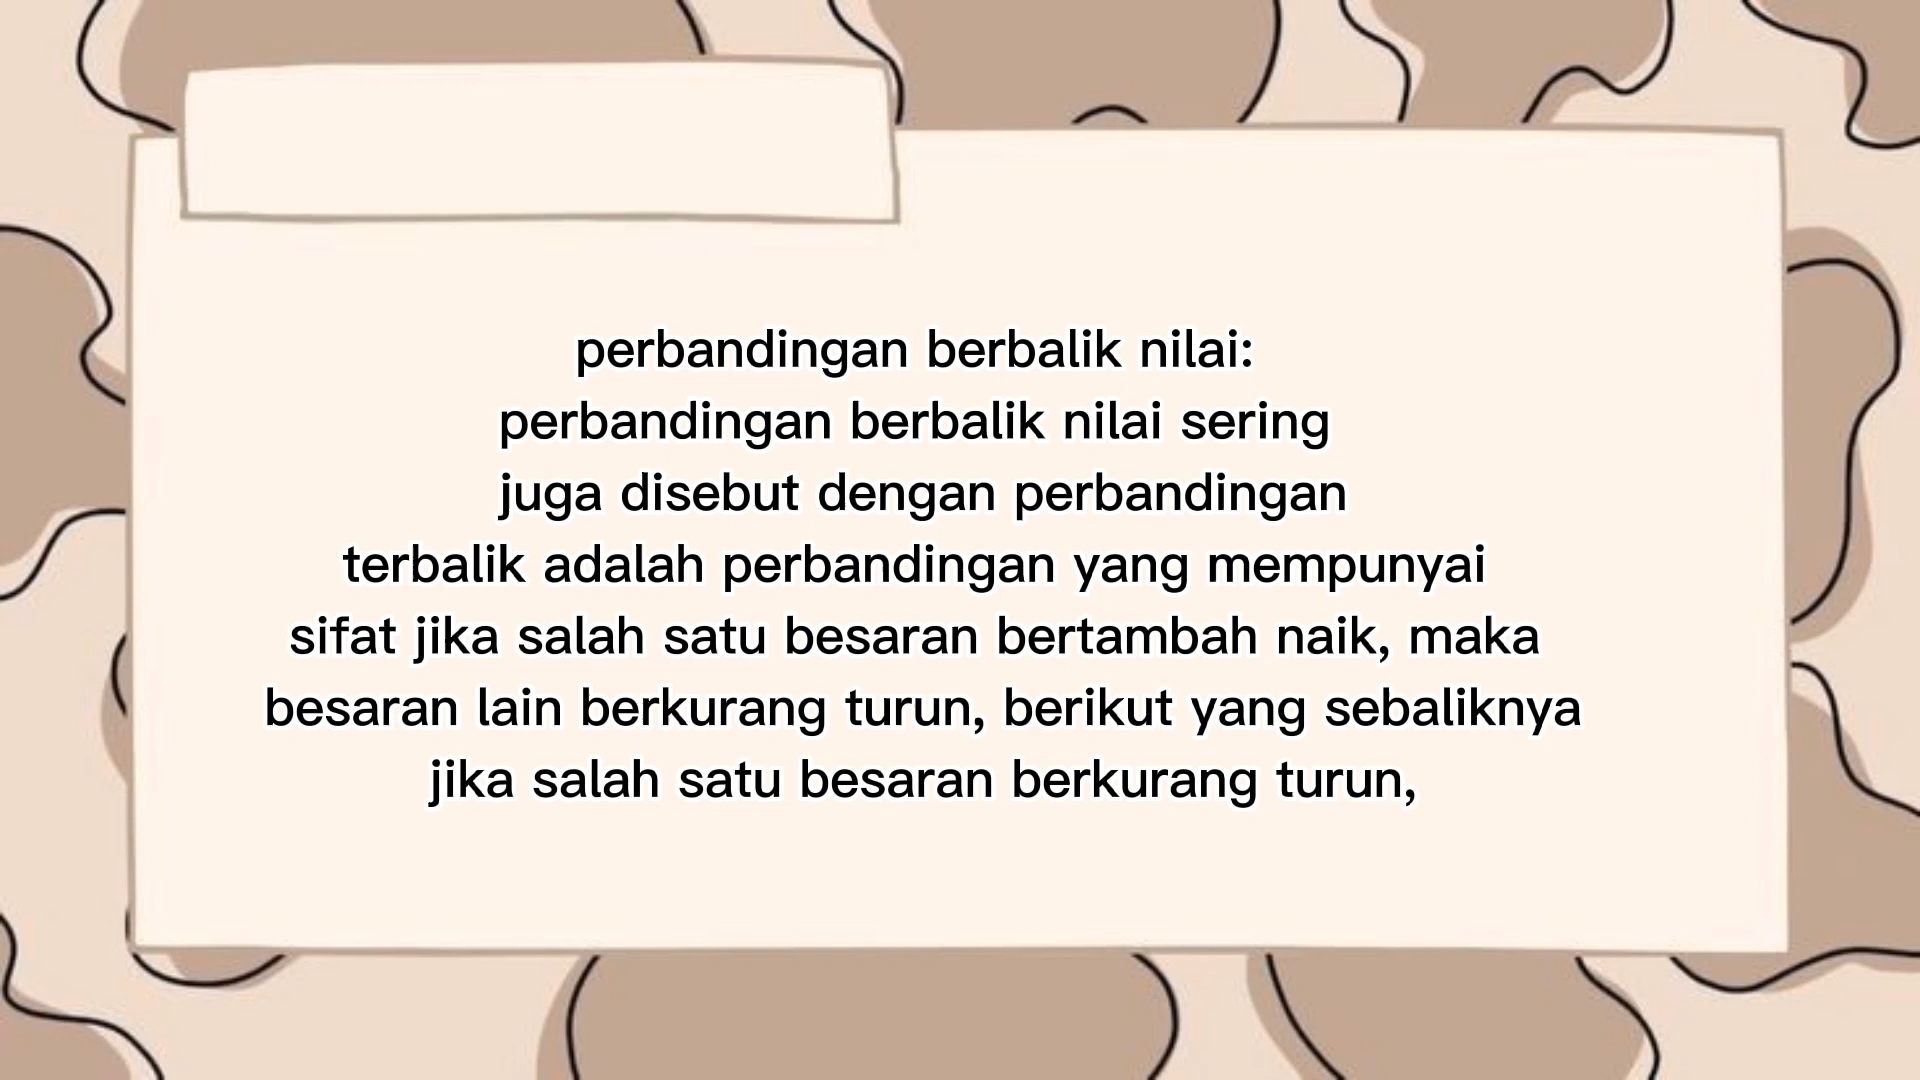 perbandingan berbalik nilai:
perbandingan berbalik nilai sering
juga disebut dengan perbandingan
terbalik adalah perbandingan yang mempunyai
sifat jika salah satu besaran bertambah naik, maka
besaran lain berkurang turun, berikut yang sebaliknya
jika salah satu besaran berkurang turun,